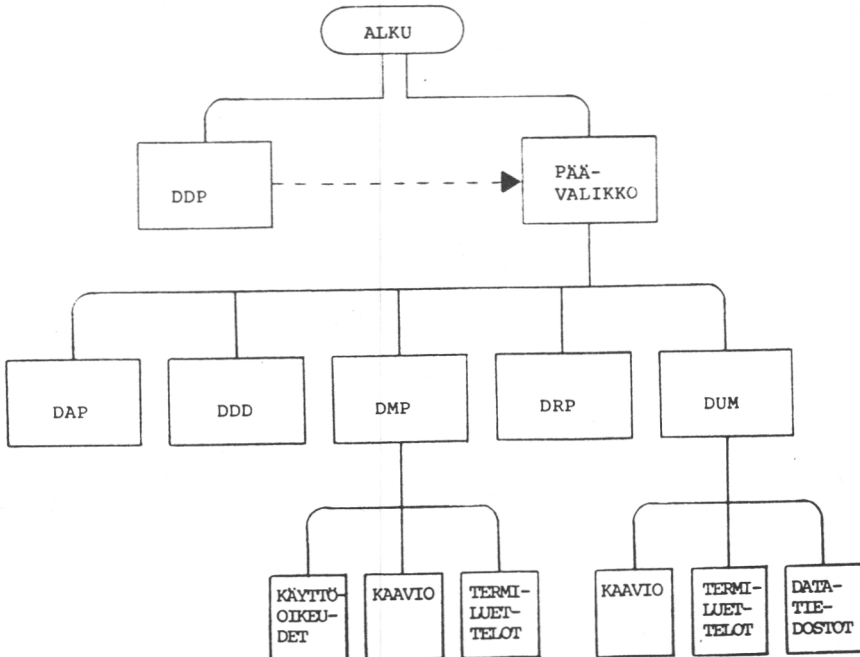 ALKU
DDP
PÄÄ-
VALIKKO
DAP
DDD
DMP
DRP
DUM
KÄYTTÖ-
OIKEU-
DET
KAAVIO
TERMI-
LUET-
TELOT
KAAVIO
TERMI-
LUET-
TELOT
DATA-
TIE-
DOSTOT